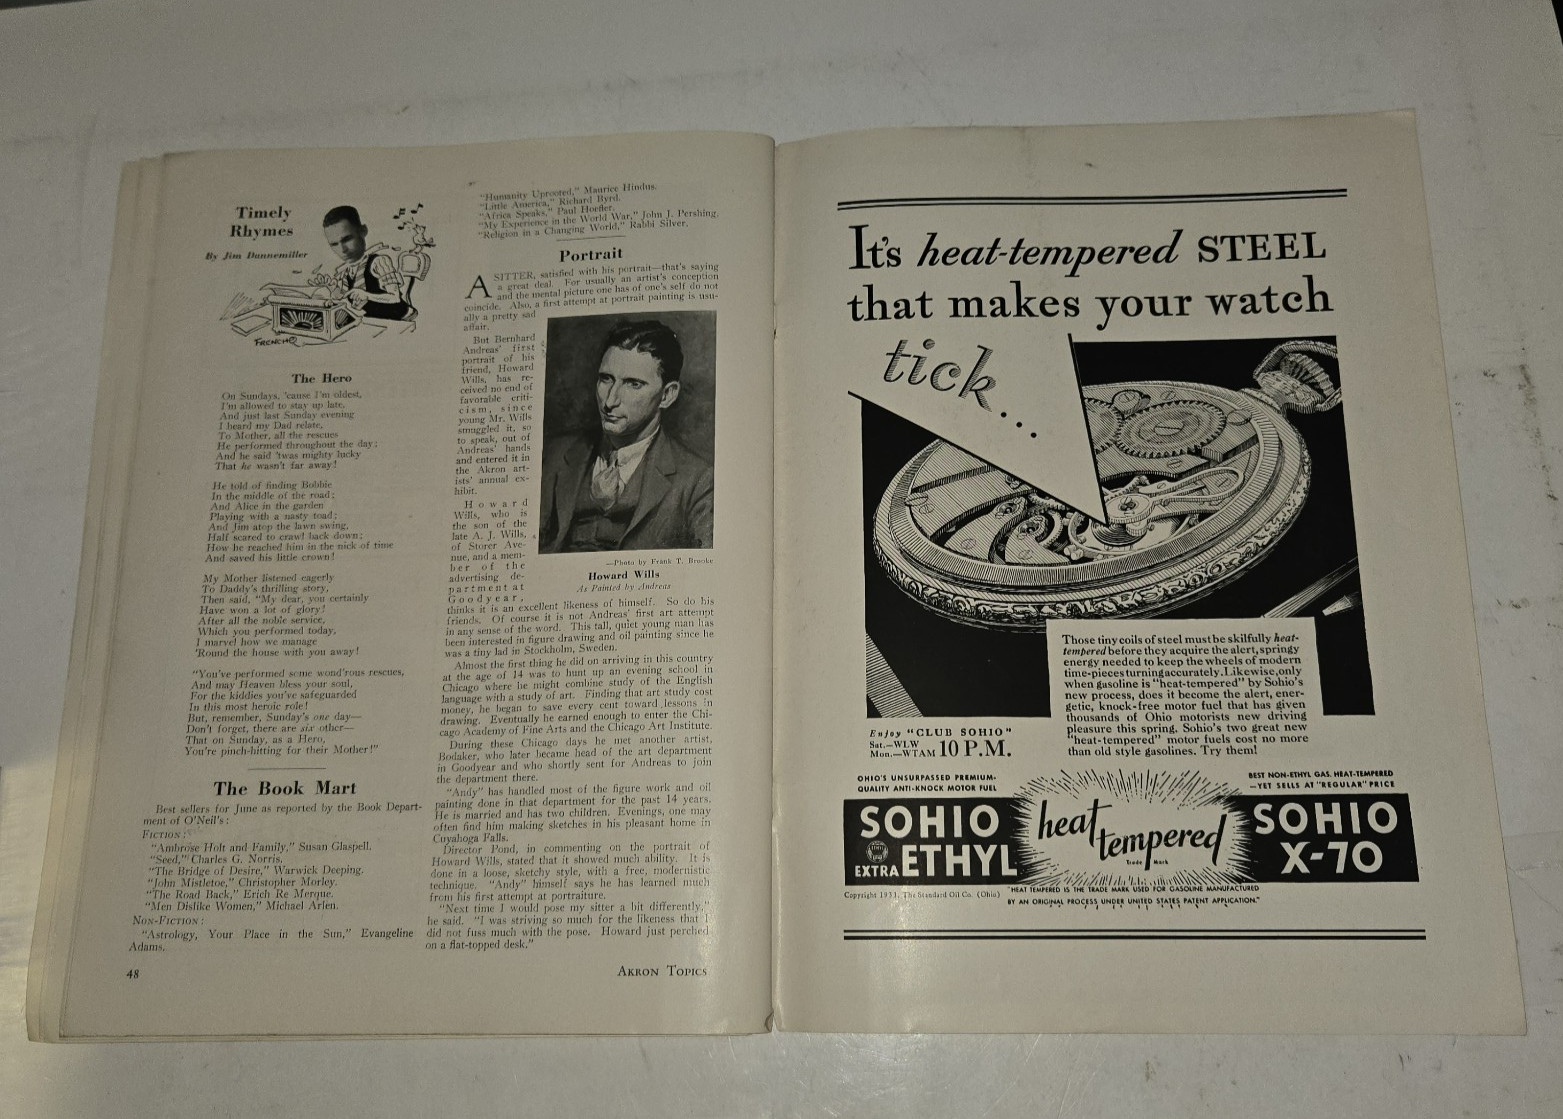 Timely
Rhymes
By Jim Dannemiller
FRENCH
The Hero
On Sundays, 'cause I'm oldest,
I'm allowed to stay up late,
And just last Sunday evening
I heard my Dad relate,
To Mother, all the rescues
He performed throughout the day;
And he said 'twas mighty lucky
That he wasn't far away!
He told of finding Bobbie
In the middle of the road;
And Alice in the garden
Playing with a nasty toad;
And Jim atop the lawn swing,
Half scared to crawl back down;
How he reached him in the nick of time
And saved his little crown!
My Mother listened eagerly
To Daddy's thrilling story,
Then said, "My dear, you certainly
Have won a lot of glory!
After all the noble service,
Which you performed today,
I marvel how we manage
'Round the house with you away!
"You've performed some wond'rous rescues,
And may Heaven bless your soul,
For the kiddies you've safeguarded
In this most heroic role!
But, remember, Sunday's one day—
Don't forget, there are six other—
That on Sunday, as a Hero,
You're pinch-hitting for their Mother!"
The Book Mart
Best sellers for June as reported by the Book Depart-
ment of O'Neil's:
FICTION:
"Ambrose Holt and Family," Susan Glaspell.
"Seed," Charles G. Norris.
"The Bridge of Desire," Warwick Deeping.
"John Mistletoe," Christopher Morley.
"The Road Back," Erich Re Merque.
"Men Dislike Women," Michael Arlen.
NON-FICTION:
"Astrology, Your Place in the Sun," Evangeline
Adams.
48
"Humanity Uprooted," Maurice Hindus.
"Little America," Richard Byrd.
"Africa Speaks," Paul Hoefler.
"My Experience in the World War," John J. Pershing.
"Religion in a Changing World," Rabbi Silver.
Portrait
A SITTER, satisfied with his portrait—that's saying
a great deal. For usually an artist's conception
and the mental picture one has of one's self do not
coincide. Also, a first attempt at portrait painting is usu-
ally a pretty sad
affair.
But Bernhard
Andreas' first
portrait of his
friend, Howard
Wills, has re-
ceived no end of
favorable criti-
cism, since
young Mr. Wills
smuggled it, so
to speak, out of
Andreas' hands
and entered it in
the Akron art-
ists' annual ex-
hibit.
Howard
Wills, who is
the son of the
late A. J. Wills,
of Storer Ave-
nue, and a mem-
ber of the
advertising de-
partment at
Goodyear,
thinks it is an excellent likeness of himself. So do his
friends. Of course it is not Andreas' first art attempt
in any sense of the word. This tall, quiet young man has
been interested in figure drawing and oil painting since he
was a tiny lad in Stockholm, Sweden.
Almost the first thing he did on arriving in this country
at the age of 14 was to hunt up an evening school in
Chicago where he might combine study of the English
language with a study of art. Finding that art study cost
money, he began to save every cent toward lessons in
drawing. Eventually he earned enough to enter the Chi-
cago Academy of Fine Arts and the Chicago Art Institute.
During these Chicago days he met another artist,
Bodaker, who later became head of the art department
in Goodyear and who shortly sent for Andreas to join
the department there.
"Andy" has handled most of the figure work and oil
painting done in that department for the past 14 years.
He is married and has two children. Evenings, one may
often find him making sketches in his pleasant home in
Cuyahoga Falls.
Director Pond, in commenting on the portrait of
Howard Wills, stated that it showed much ability. It is
done in a loose, sketchy style, with a free, modernistic
technique. "Andy" himself says he has learned much
from his first attempt at portraiture.
"Next time I would pose my sitter a bit differently,"
he said. "I was striving so much for the likeness that I
did not fuss much with the pose. Howard just perched
on a flat-topped desk."
—Photo by Frank T.
Howard Wills
As Painted by Andreas
AKRON TOPICS
It's heat-tempered STEEL
that makes your watch
tick...
Those tiny coils of steel must be skilfully heat-
tempered before they acquire the alert, springy
energy needed to keep the wheels of modern
time-pieces turning accurately. Likewise, only
when gasoline is "heat-tempered" by Sohio's
new process, does it become the alert, ener-
getic, knock-free motor fuel that has given
thousands of Ohio motorists new driving
pleasure this spring. Sohio's two great new
"heat-tempered" motor fuels cost no more
than old style gasolines. Try them!
Enjoy "CLUB SOHIO"
Sat.—WLW
Mon.—WTAM 10 P.M.
OHIO'S UNSURPASSED PREMIUM-
QUALITY ANTI-KNOCK MOTOR FUEL
BEST NON-ETHYL GAS. HEAT-TEMPERED
—YET SELLS AT "REGULAR" PRICE
SOHIO
EXTRA ETHYL
heat tempered
Trade Mark
SOHIO
X-70
Copyright 1931, The Standard Oil Co. (Ohio)
"HEAT TEMPERED IS THE TRADE MARK USED FOR GASOLINE MANUFACTURED
BY AN ORIGINAL PROCESS UNDER UNITED STATES PATENT APPLICATION."